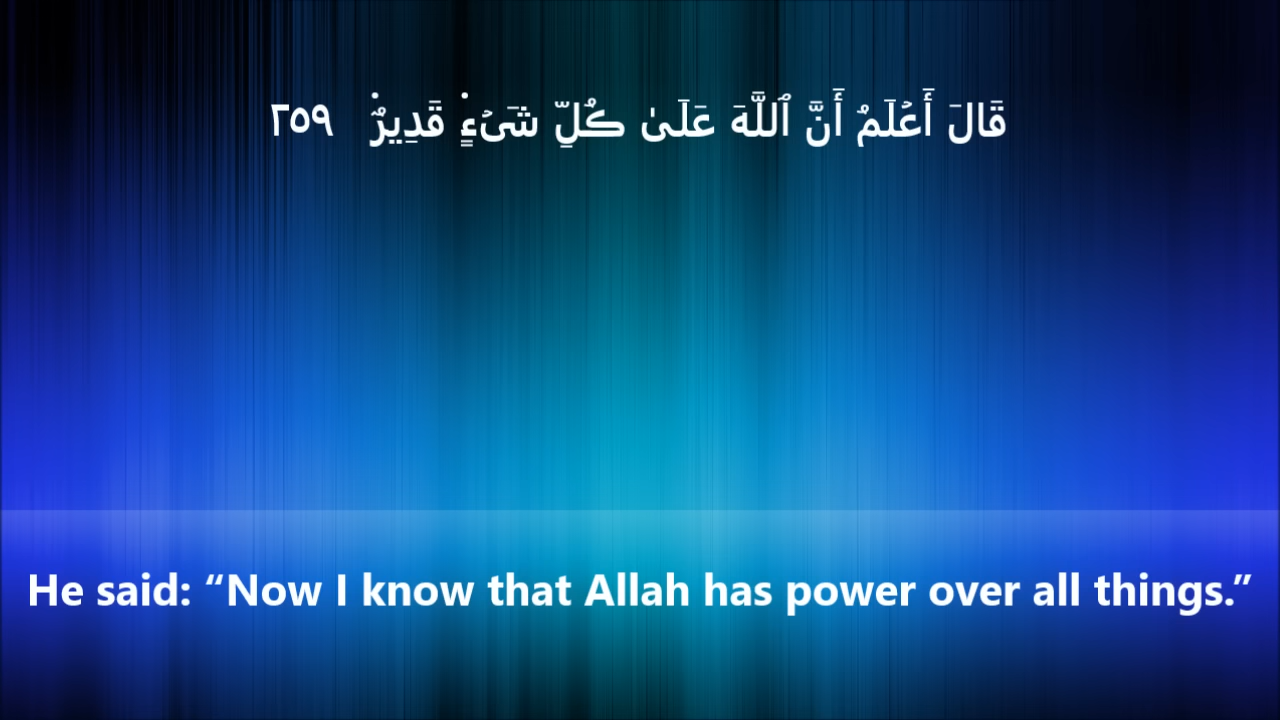 قَالَ أَعۡلَمُ أَنَّ ٱللَّهَ عَلَىٰ كُلِّ شَىۡءٍ۬ قَدِيرٌ۬ ٢٥٩
He said: “Now I know that Allah has power over all things.”